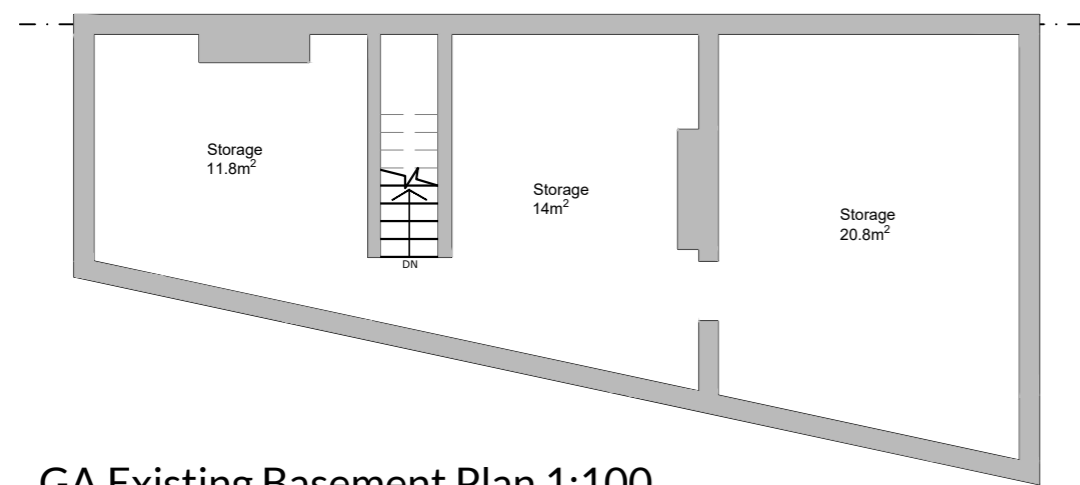 Storage
11.8m²
Storage
14m²
Storage
20.8m²
DN
GA Existing Basement Plan 1:100